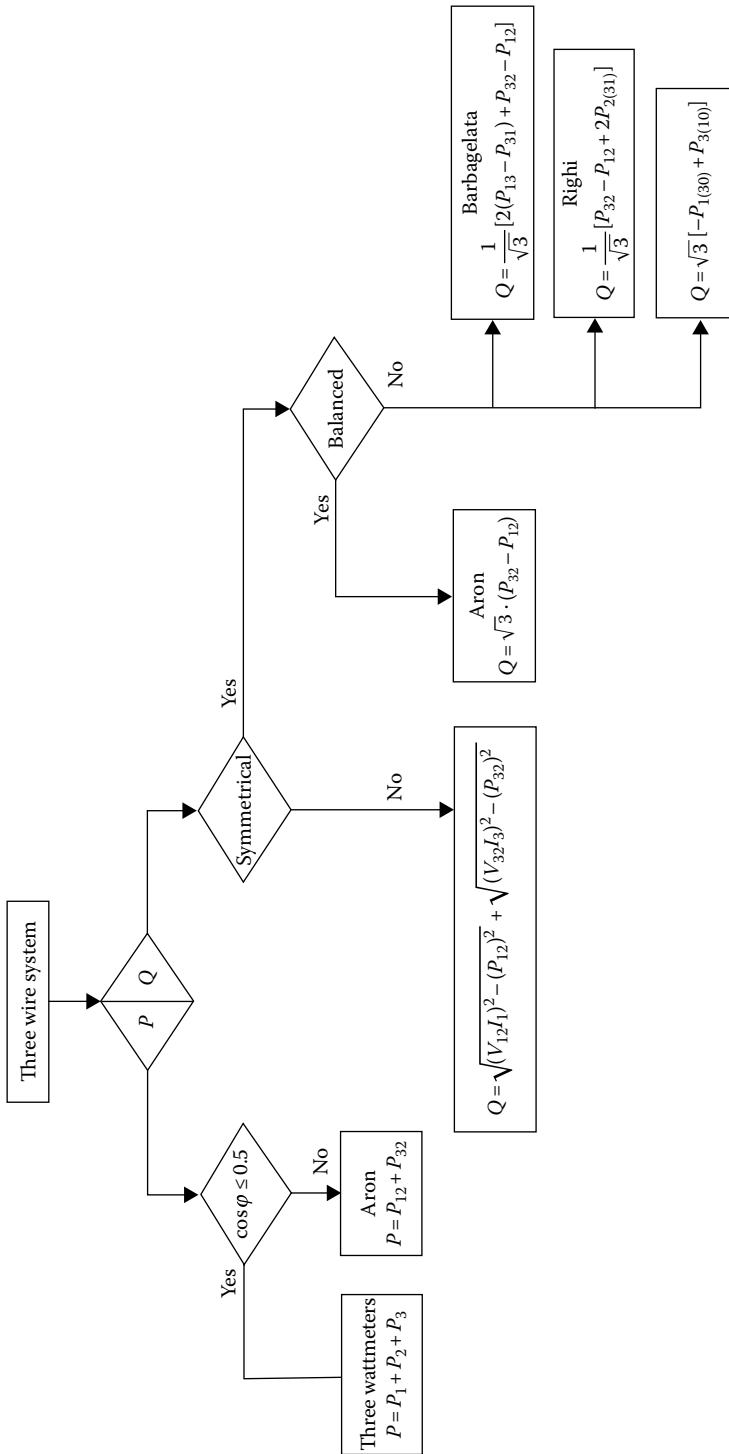 Three wire system
P
Q
cosφ ≤ 0.5
Yes
No
Three wattmeters
P = P₁ + P₂ + P₃
Aron
P = P₁₂ + P₃₂
Symmetrical
Yes
No
Q = √(V₁₂I₁)² − (P₁₂)² + √(V₃₂I₃)² − (P₃₂)²
Balanced
Yes
No
Aron
Q = √3 · (P₃₂ − P₁₂)
Barbagelata
Q = 1/√3 [2(P₁₃ − P₃₁) + P₃₂ − P₁₂]
Righi
Q = 1/√3 [P₃₂ − P₁₂ + 2P₂₍₃₁₎]
Q = √3 [−P₁₍₃₀₎ + P₃₍₁₀₎]